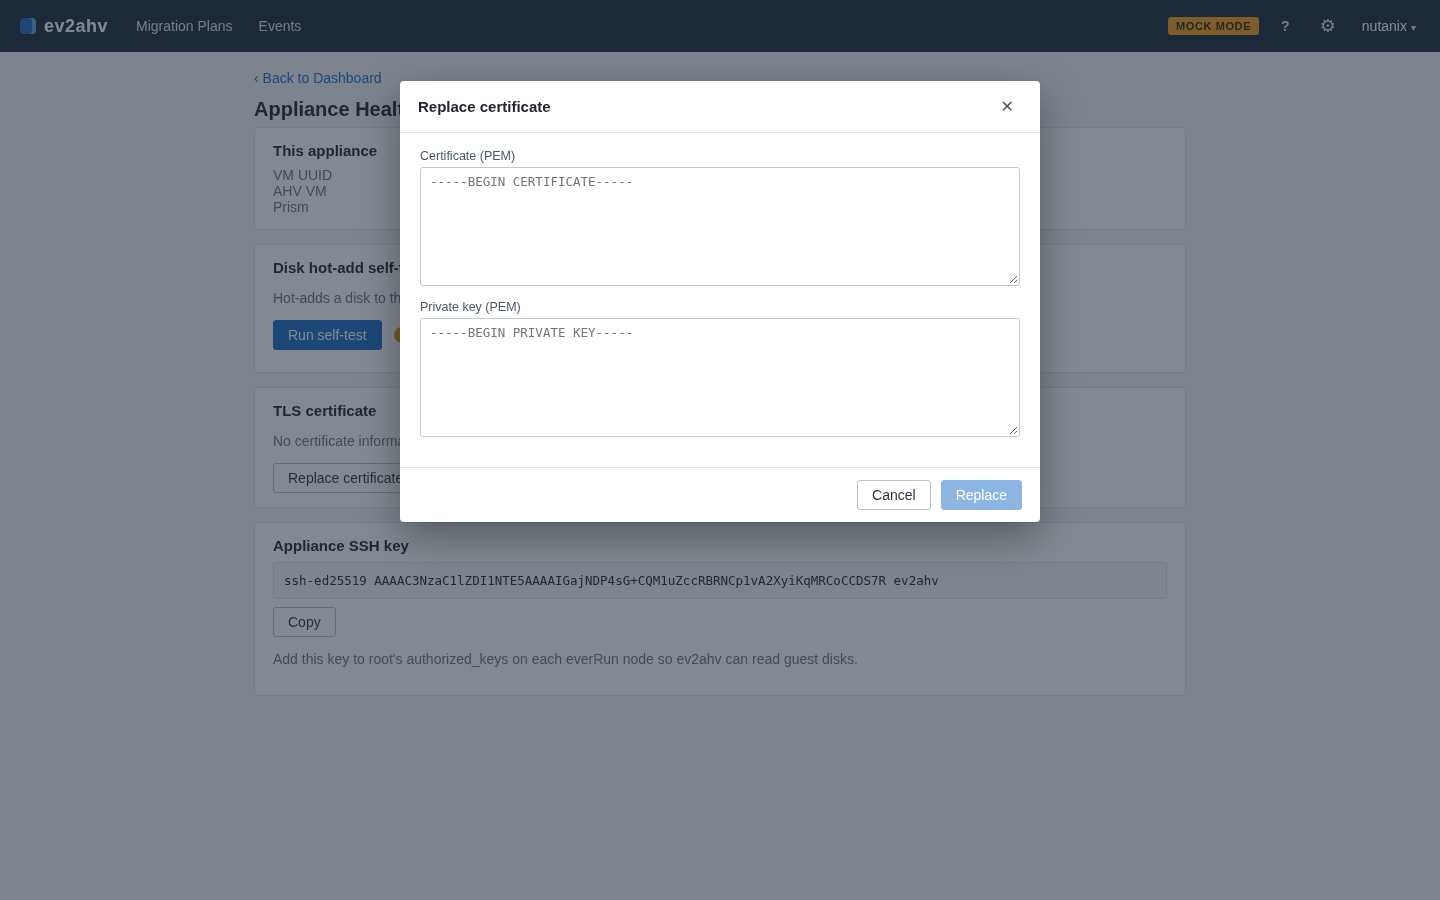 ev2ahv Migration Plans Events MOCK MODE ? nutanix
‹ Back to Dashboard
Appliance Healt
Replace certificate
This appliance
VM UUID
AHV VM
Prism
Certificate (PEM)
-----BEGIN CERTIFICATE-----
Disk hot-add self-
Hot-adds a disk to th
Run self-test
Private key (PEM)
-----BEGIN PRIVATE KEY-----
TLS certificate
No certificate informa
Replace certificate
Cancel Replace
Appliance SSH key
ssh-ed25519 AAAAC3NzaC1lZDI1NTE5AAAAIGajNDP4sG+CQM1uZccRBRNCp1vA2XyiKqMRCoCCDS7R ev2ahv
Copy
Add this key to root's authorized_keys on each everRun node so ev2ahv can read guest disks.